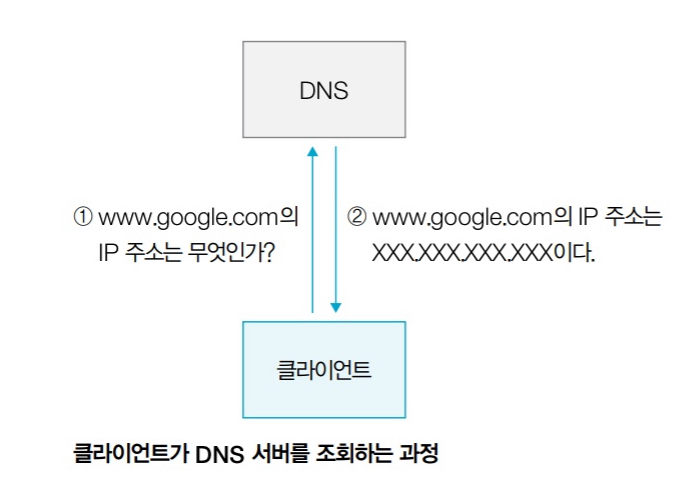 DNS
① www.google.com의
IP 주소는 무엇인가?
② www.google.com의 IP 주소는
XXX.XXX.XXX.XXX이다.
클라이언트
클라이언트가 DNS 서버를 조회하는 과정